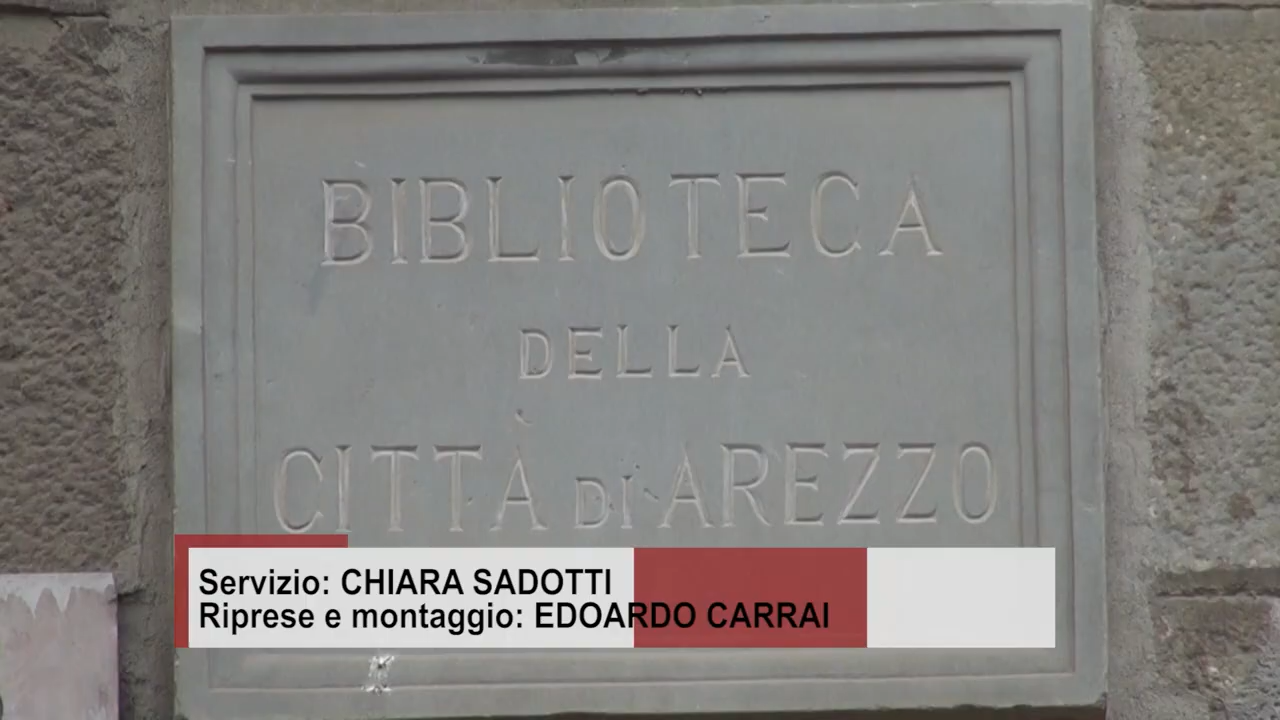 BIBLIOTECA
DELLA
CITTÀ DI AREZZO
Servizio: CHIARA SADOTTI
Riprese e montaggio: EDOARDO CARRAI